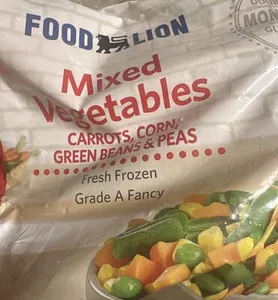 FOOD LION
Mixed
Vegetables
CARROTS, CORN,
GREEN BEANS & PEAS
Fresh Frozen
Grade A Fancy